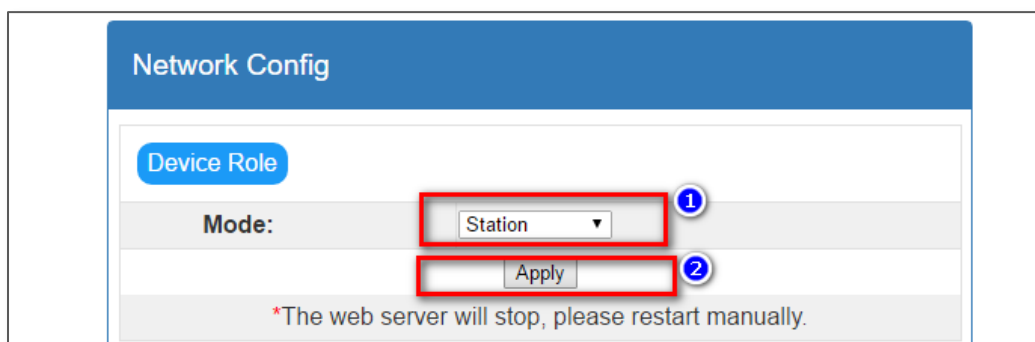 Network Config
Device Role
Mode:
Station
1
Apply
2
*The web server will stop, please restart manually.